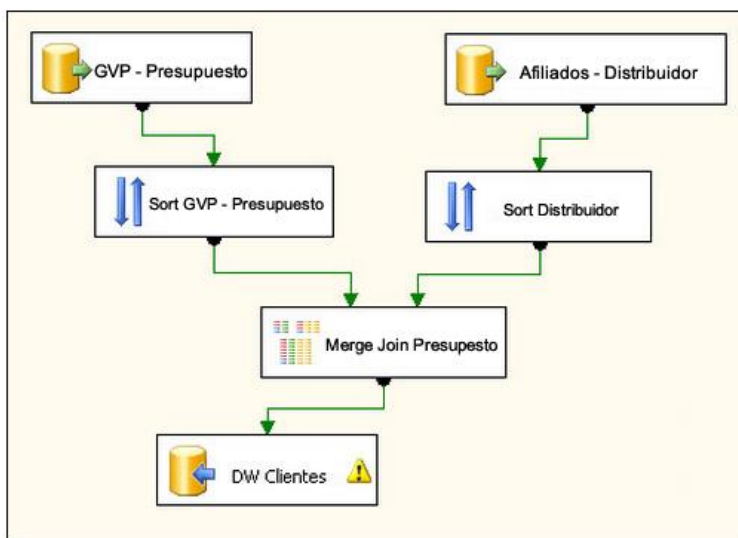 GVP - Presupuesto
Afiliados - Distribuidor
Sort GVP - Presupuesto
Sort Distribuidor
Merge Join Presupesto
DW Clientes